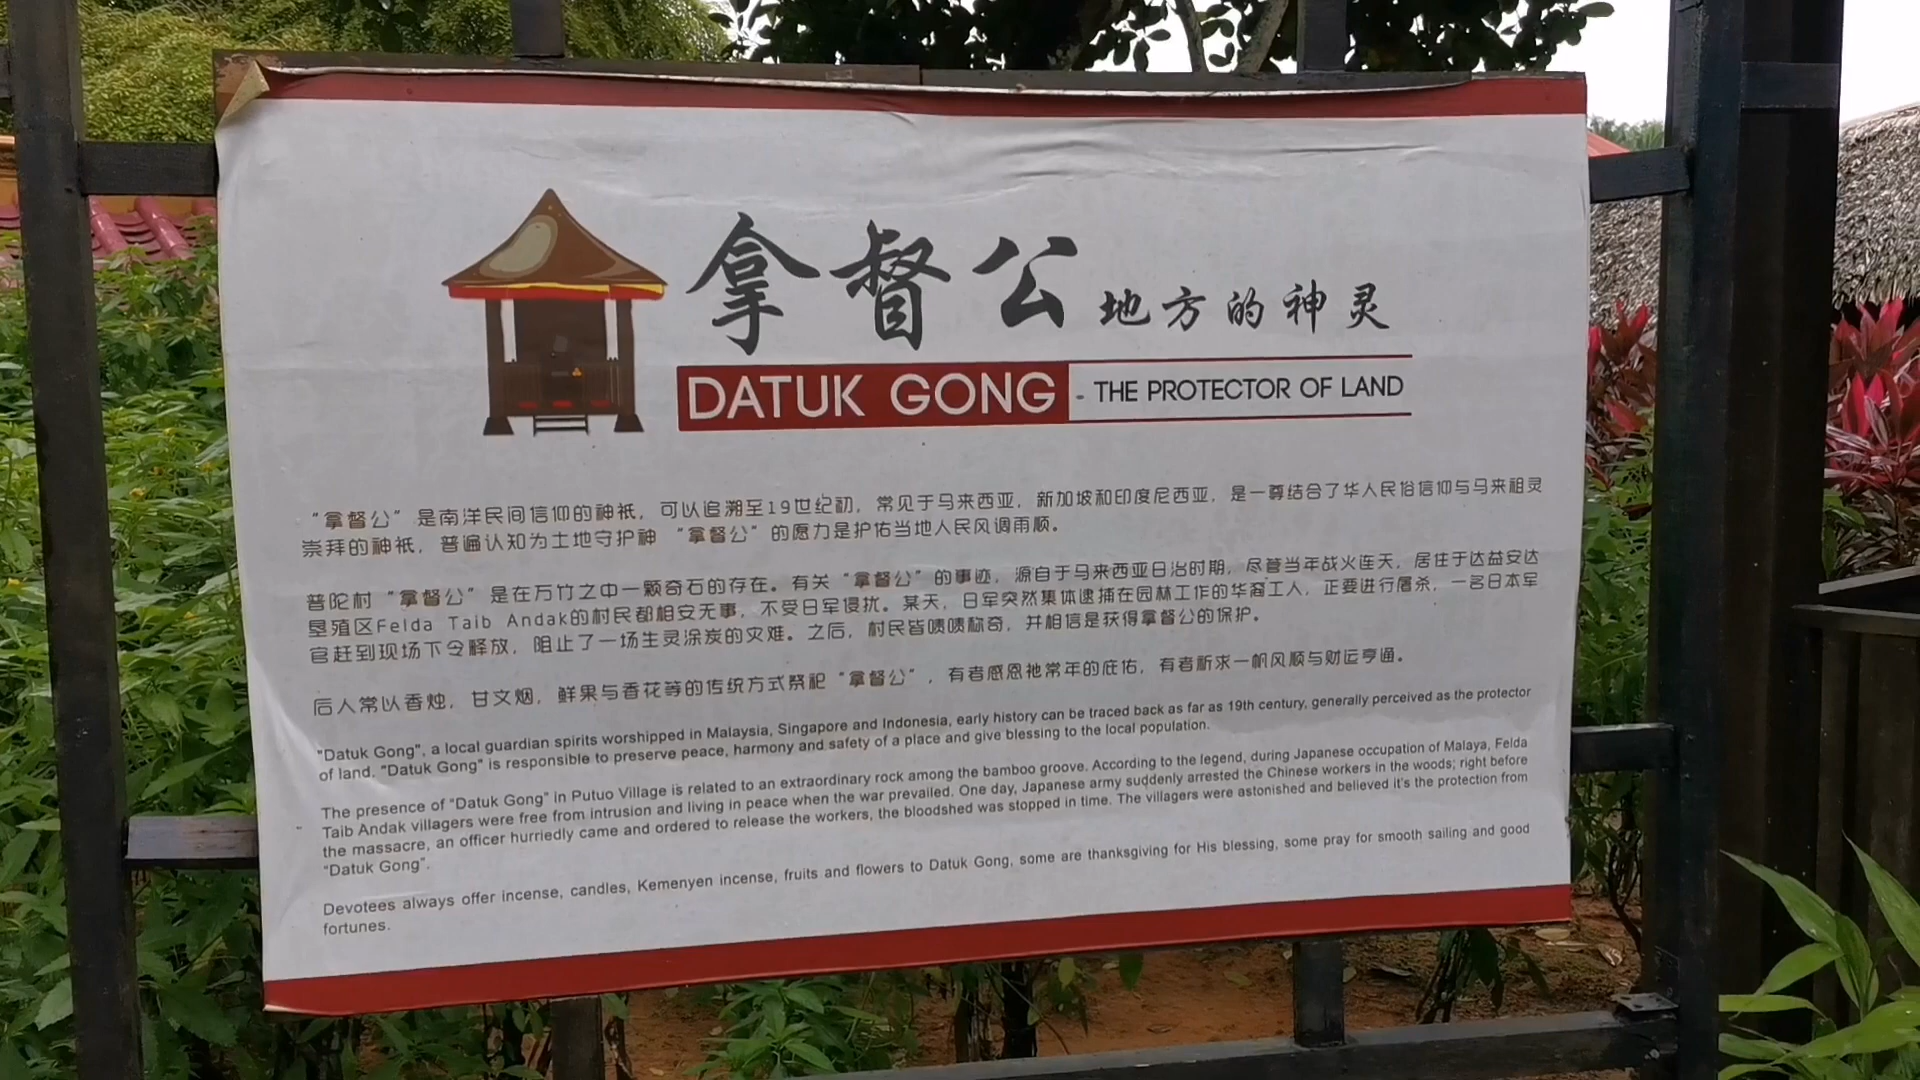 拿督公 地方的神灵
DATUK GONG - THE PROTECTOR OF LAND
“拿督公”是南洋民间信仰的神祇，可以追溯至19世纪初，常见于马来西亚，新加坡和印度尼西亚，是一尊结合了华人民俗信仰与马来祖灵
崇拜的神祇，普遍认知为土地守护神 “拿督公”的愿力是护佑当地人民风调雨顺。
普陀村“拿督公”是在万竹之中一颗奇石的存在。有关“拿督公”的事迹，源自于马来西亚日治时期，尽管当年战火连天，居住于达益安达
垦殖区Felda Taib Andak的村民都相安无事，不受日军侵扰。某天，日军突然集体逮捕在园林工作的华裔工人，正要进行屠杀，一名日本军
官赶到现场下令释放，阻止了一场生灵涂炭的灾难。之后，村民皆啧啧称奇，并相信是获得拿督公的保护。
后人常以香烛，甘文烟，鲜果与香花等的传统方式祭祀“拿督公”，有者感恩祂常年的庇佑，有者祈求一帆风顺与财运亨通。
"Datuk Gong", a local guardian spirits worshipped in Malaysia, Singapore and Indonesia, early history can be traced back as far as 19th century, generally perceived as the protector
of land. "Datuk Gong" is responsible to preserve peace, harmony and safety of a place and give blessing to the local population.
The presence of “Datuk Gong” in Putuo Village is related to an extraordinary rock among the bamboo groove. According to the legend, during Japanese occupation of Malaya, Felda
Taib Andak villagers were free from intrusion and living in peace when the war prevailed. One day, Japanese army suddenly arrested the Chinese workers in the woods; right before
the massacre, an officer hurriedly came and ordered to release the workers, the bloodshed was stopped in time. The villagers were astonished and believed it's the protection from
“Datuk Gong”.
Devotees always offer incense, candles, Kemenyen incense, fruits and flowers to Datuk Gong, some are thanksgiving for His blessing, some pray for smooth sailing and good
fortunes.